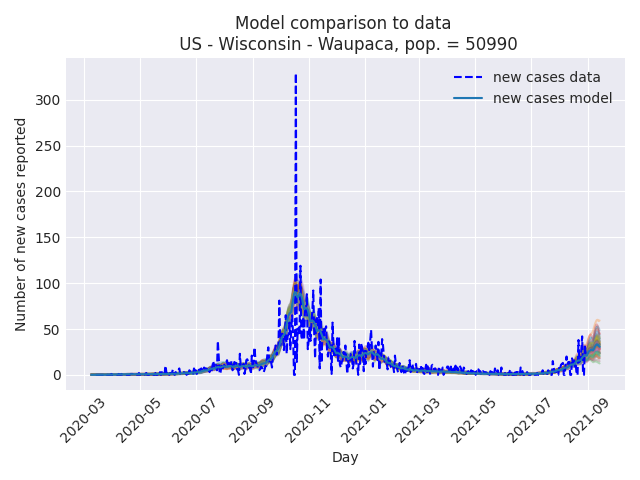 Model comparison to data
US - Wisconsin - Waupaca, pop. = 50990
new cases data
new cases model
Number of new cases reported
300
250
200
150
100
50
0
2020-03
2020-05
2020-07
2020-09
2020-11
2021-01
2021-03
2021-05
2021-07
2021-09
Day